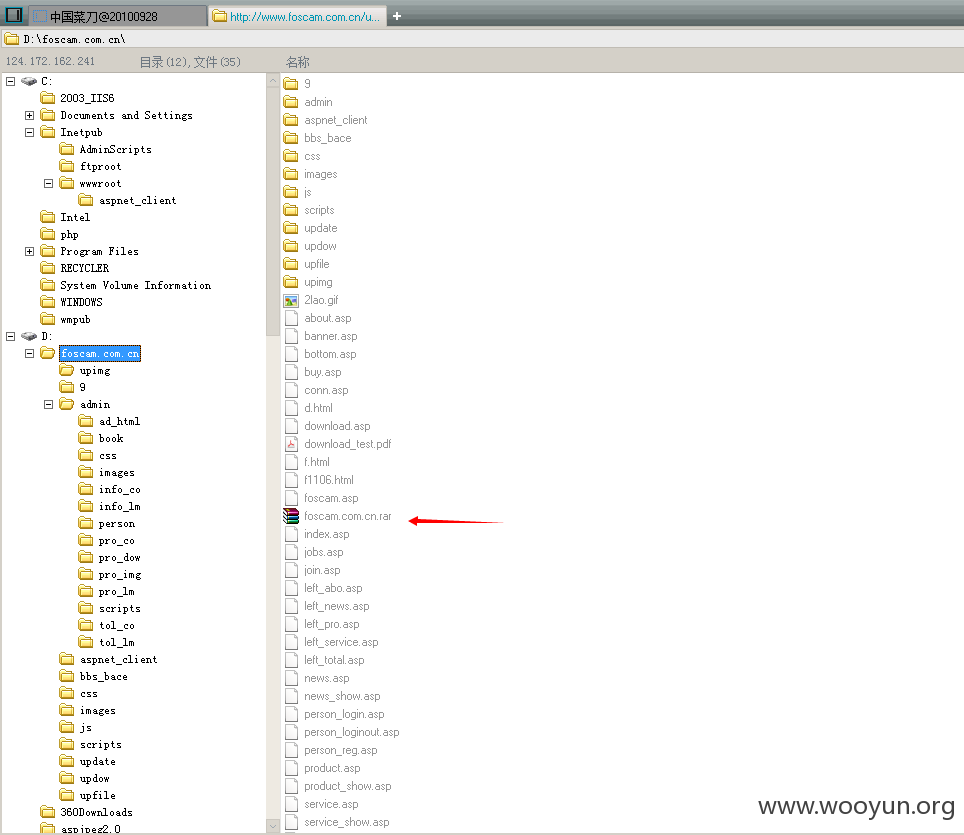 中国菜刀@20100928
http://www.foscam.com.cn/u...
+
D:\foscam.com.cn\
124.172.162.241 目录(12),文件(35) 名称
C:
2003_IIS6
Documents and Settings
Inetpub
AdminScripts
ftproot
wwwroot
aspnet_client
Intel
php
Program Files
RECYCLER
System Volume Information
WINDOWS
wmpub
D:
foscam.com.cn
upimg
9
admin
ad_html
book
css
images
info_co
info_lm
person
pro_co
pro_dow
pro_img
pro_lm
scripts
tol_co
tol_lm
aspnet_client
bbs_bace
css
images
js
scripts
update
updow
upfile
360Downloads
aspjpeg2.0
9
admin
aspnet_client
bbs_bace
css
images
js
scripts
update
updow
upfile
upimg
2lao.gif
about.asp
banner.asp
bottom.asp
buy.asp
conn.asp
d.html
download.asp
download_test.pdf
f.html
f1106.html
foscam.asp
foscam.com.cn.rar
index.asp
jobs.asp
join.asp
left_abo.asp
left_news.asp
left_pro.asp
left_service.asp
left_total.asp
news.asp
news_show.asp
person_login.asp
person_loginout.asp
person_reg.asp
product.asp
product_show.asp
service.asp
service_show.asp
www.wooyun.org